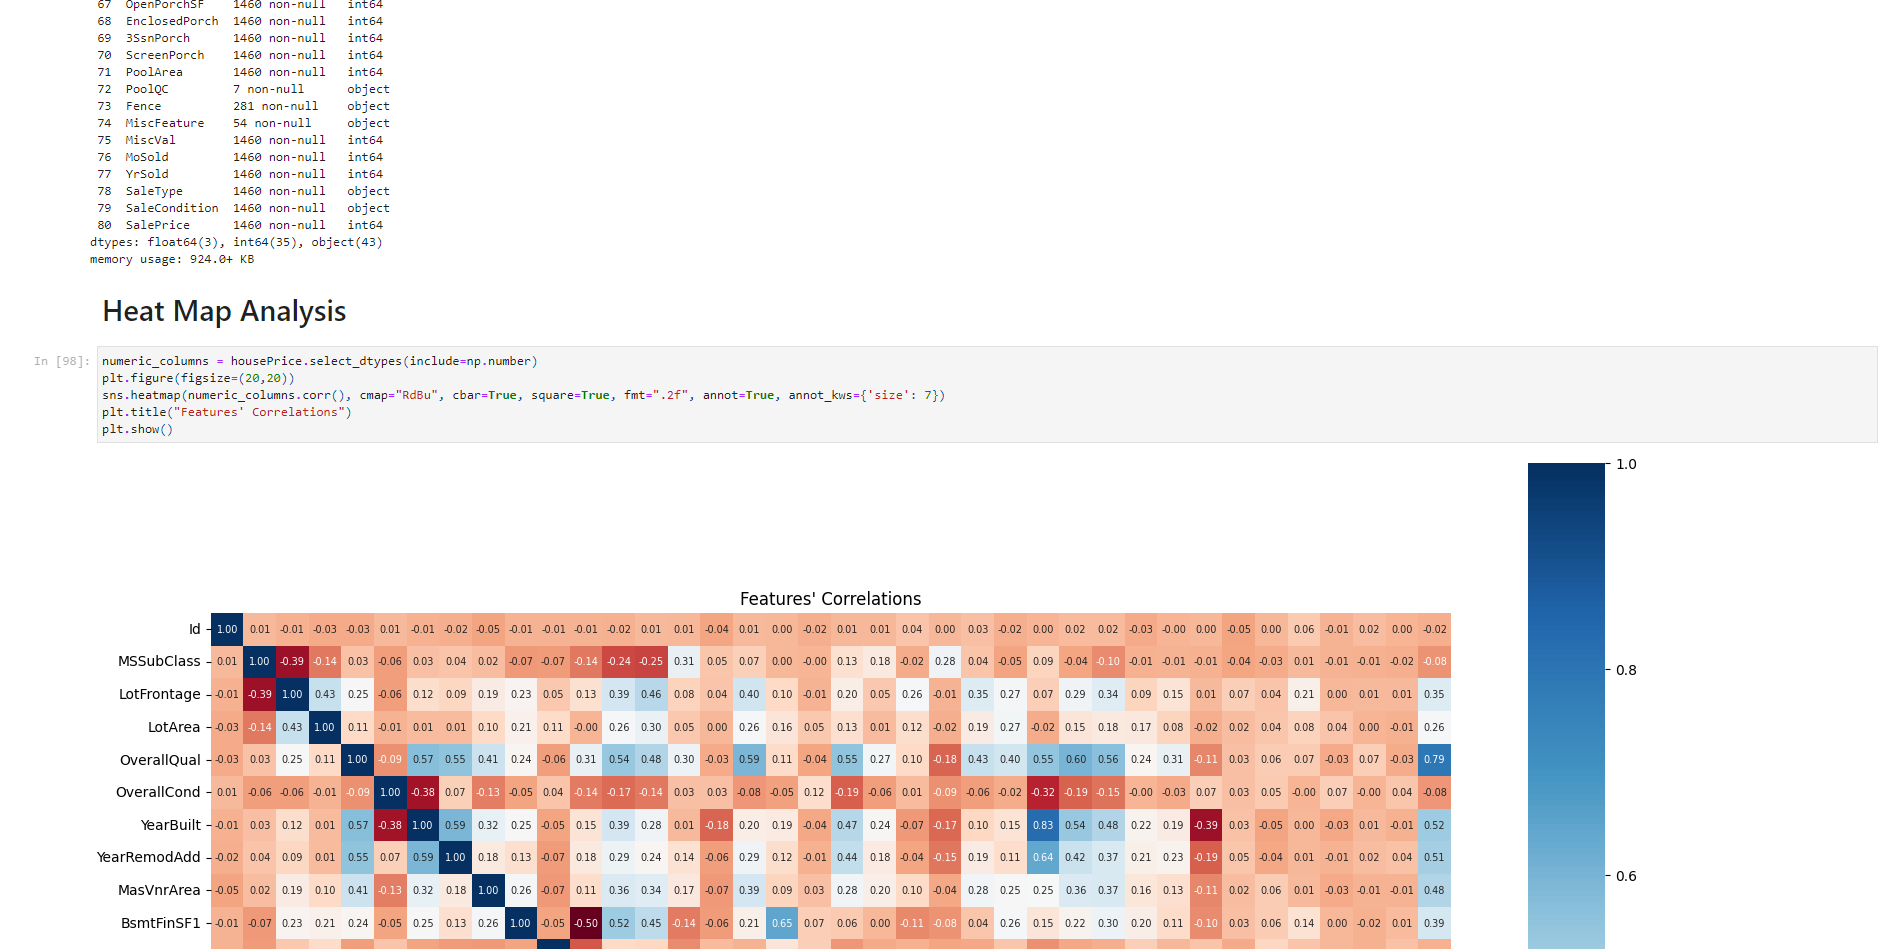 67 OpenPorchSF 1460 non-null int64
68 EnclosedPorch 1460 non-null int64
69 3SsnPorch 1460 non-null int64
70 ScreenPorch 1460 non-null int64
71 PoolArea 1460 non-null int64
72 PoolQC 7 non-null object
73 Fence 281 non-null object
74 MiscFeature 54 non-null object
75 MiscVal 1460 non-null int64
76 MoSold 1460 non-null int64
77 YrSold 1460 non-null int64
78 SaleType 1460 non-null object
79 SaleCondition 1460 non-null object
80 SalePrice 1460 non-null int64
dtypes: float64(3), int64(35), object(43)
memory usage: 924.0+ KB
Heat Map Analysis
In [98]: numeric_columns = housePrice.select_dtypes(include=np.number)
plt.figure(figsize=(20,20))
sns.heatmap(numeric_columns.corr(), cmap="RdBu", cbar=True, square=True, fmt=".2f", annot=True, annot_kws={'size': 7})
plt.title("Features' Correlations")
plt.show()
1.0
Features' Correlations
Id 1.00 0.01 -0.01 -0.03 -0.03 0.01 -0.01 -0.02 -0.05 -0.01 -0.01 -0.01 -0.02 0.01 0.01 -0.04 0.01 0.00 -0.02 0.01 0.01 0.04 0.00 0.03 -0.02 0.00 0.02 0.02 -0.03 -0.00 0.00 -0.05 0.00 0.06 -0.01 0.02 0.00 -0.02
MSSubClass 0.01 1.00 -0.39 -0.14 0.03 -0.06 0.03 0.04 0.02 -0.07 -0.07 -0.14 -0.24 -0.25 0.31 0.05 0.07 0.00 -0.00 0.13 0.18 -0.02 0.28 0.04 -0.05 0.09 -0.04 -0.10 -0.01 -0.01 -0.01 -0.04 -0.03 0.01 -0.01 -0.01 -0.02 -0.08
0.8
LotFrontage -0.01 -0.39 1.00 0.43 0.25 -0.06 0.12 0.09 0.19 0.23 0.05 0.13 0.39 0.46 0.08 0.04 0.40 0.10 -0.01 0.20 0.05 0.26 -0.01 0.35 0.27 0.07 0.29 0.34 0.09 0.15 0.01 0.07 0.04 0.21 0.00 0.01 0.01 0.35
LotArea -0.03 -0.14 0.43 1.00 0.11 -0.01 0.01 0.01 0.10 0.21 0.11 -0.00 0.26 0.30 0.05 0.00 0.26 0.16 0.05 0.13 0.01 0.12 -0.02 0.19 0.27 -0.02 0.15 0.18 0.17 0.08 -0.02 0.02 0.04 0.08 0.04 0.00 -0.01 0.26
OverallQual -0.03 0.03 0.25 0.11 1.00 -0.09 0.57 0.55 0.41 0.24 -0.06 0.31 0.54 0.48 0.30 -0.03 0.59 0.11 -0.04 0.55 0.27 0.10 -0.18 0.43 0.40 0.55 0.60 0.56 0.24 0.31 -0.11 0.03 0.06 0.07 -0.03 0.07 -0.03 0.79
OverallCond 0.01 -0.06 -0.06 -0.01 -0.09 1.00 -0.38 0.07 -0.13 -0.05 0.04 -0.14 -0.17 -0.14 0.03 0.03 -0.08 -0.05 0.12 -0.19 -0.06 0.01 -0.09 -0.06 -0.02 -0.32 -0.19 -0.15 -0.00 -0.03 0.07 0.03 0.05 -0.00 0.07 -0.00 0.04 -0.08
YearBuilt -0.01 0.03 0.12 0.01 0.57 -0.38 1.00 0.59 0.32 0.25 -0.05 0.15 0.39 0.28 0.01 -0.18 0.20 0.19 -0.04 0.47 0.24 -0.07 -0.17 0.10 0.15 0.83 0.54 0.48 0.22 0.19 -0.39 0.03 -0.05 0.00 -0.03 0.01 -0.01 0.52
YearRemodAdd -0.02 0.04 0.09 0.01 0.55 0.07 0.59 1.00 0.18 0.13 -0.07 0.18 0.29 0.24 0.14 -0.06 0.29 0.12 -0.01 0.44 0.18 -0.04 -0.15 0.19 0.11 0.64 0.42 0.37 0.21 0.23 -0.19 0.05 -0.04 0.01 -0.01 0.02 0.04 0.51
0.6
MasVnrArea -0.05 0.02 0.19 0.10 0.41 -0.13 0.32 0.18 1.00 0.26 -0.07 0.11 0.36 0.34 0.17 -0.07 0.39 0.09 0.03 0.28 0.20 0.10 -0.04 0.28 0.25 0.25 0.36 0.37 0.16 0.13 -0.11 0.02 0.06 0.01 -0.03 -0.01 -0.01 0.48
BsmtFinSF1 -0.01 -0.07 0.23 0.21 0.24 -0.05 0.25 0.13 0.26 1.00 -0.05 -0.50 0.52 0.45 -0.14 -0.06 0.21 0.65 0.07 0.06 0.00 -0.11 -0.08 0.04 0.26 0.15 0.22 0.30 0.20 0.11 -0.10 0.03 0.06 0.14 0.00 -0.02 0.01 0.39